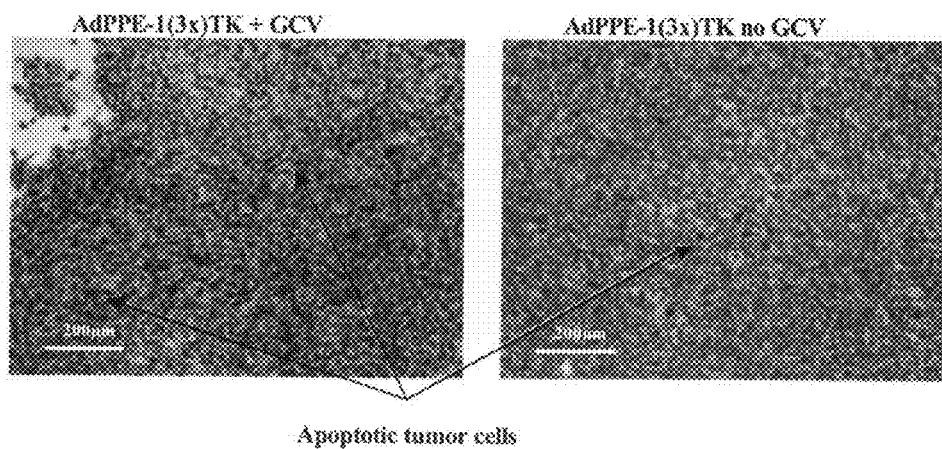 AdPPE-1(3x)TK + GCV
AdPPE-1(3x)TK no GCV
200µm
200µm
Apoptotic tumor cells